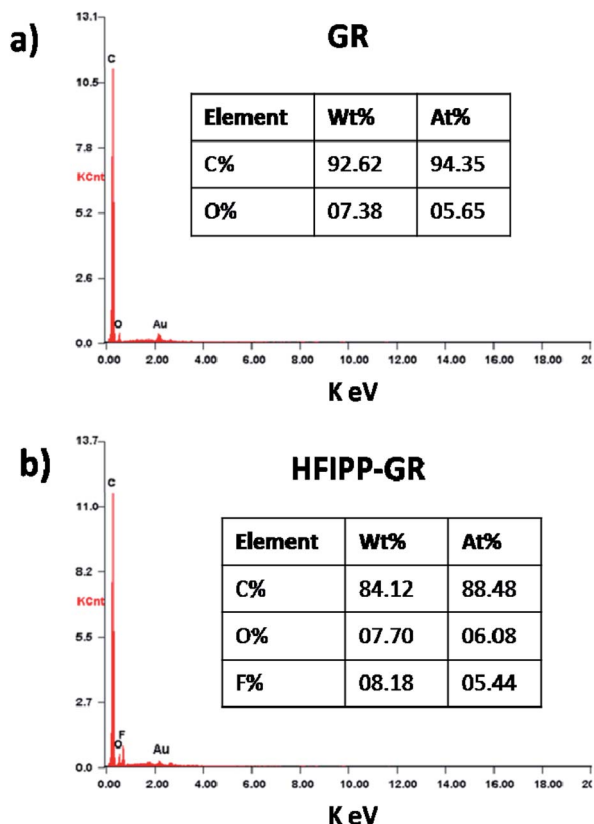 a)
GR
13.1
C
10.5
Element Wt% At%
7.8
C% 92.62 94.35
KCnt
5.2
O% 07.38 05.65
2.6
O Au
0.0
0.00 2.00 4.00 6.00 8.00 10.00 12.00 14.00 16.00 18.00 20
K eV
b)
HFIPP-GR
13.7
C
11.0
Element Wt% At%
8.2
C% 84.12 88.48
KCnt
5.5
O% 07.70 06.08
2.7
F% 08.18 05.44
F
O Au
0.0
0.00 2.00 4.00 6.00 8.00 10.00 12.00 14.00 16.00 18.00 20
K eV